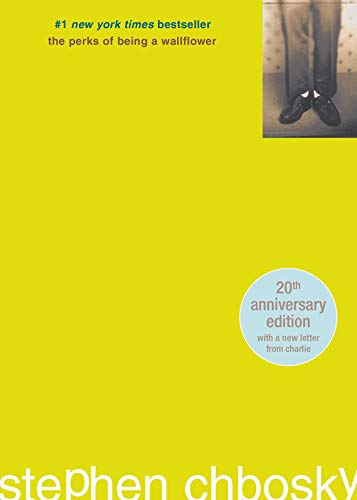 #1 new york times bestseller
the perks of being a wallflower
20th
anniversary
edition
with a new letter
from charlie
stephen chbosky